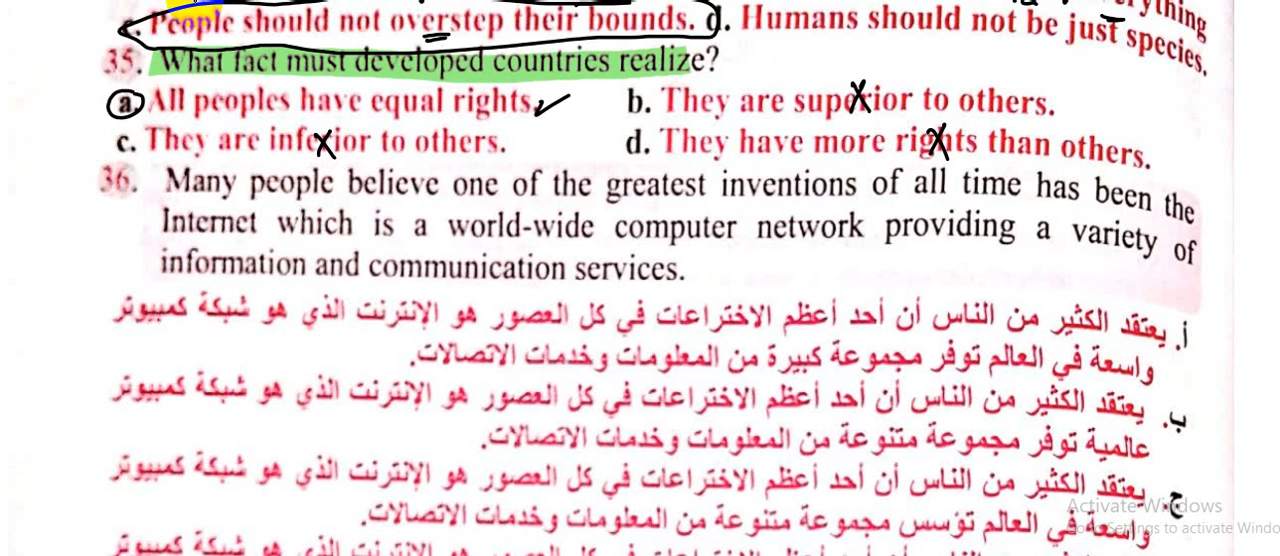 c. People should not overstep their bounds. d. Humans should not be just species.
35. What fact must developed countries realize?
a. All peoples have equal rights. b. They are superior to others.
c. They are inferior to others. d. They have more rights than others.
36. Many people believe one of the greatest inventions of all time has been the
Internet which is a world-wide computer network providing a variety of
information and communication services.
أ. يعتقد الكثير من الناس أن أحد أعظم الاختراعات في كل العصور هو الإنترنت الذي هو شبكة كمبيوتر
واسعة في العالم توفر مجموعة كبيرة من المعلومات وخدمات الاتصالات.
ب. يعتقد الكثير من الناس أن أحد أعظم الاختراعات في كل العصور هو الإنترنت الذي هو شبكة كمبيوتر
عالمية توفر مجموعة متنوعة من المعلومات وخدمات الاتصالات.
ج. يعتقد الكثير من الناس أن أحد أعظم الاختراعات في كل العصور هو الإنترنت الذي هو شبكة كمبيوتر
واسعة في العالم تؤسس مجموعة متنوعة من المعلومات وخدمات الاتصالات.
Activate Windows
Go to Settings to activate Windo